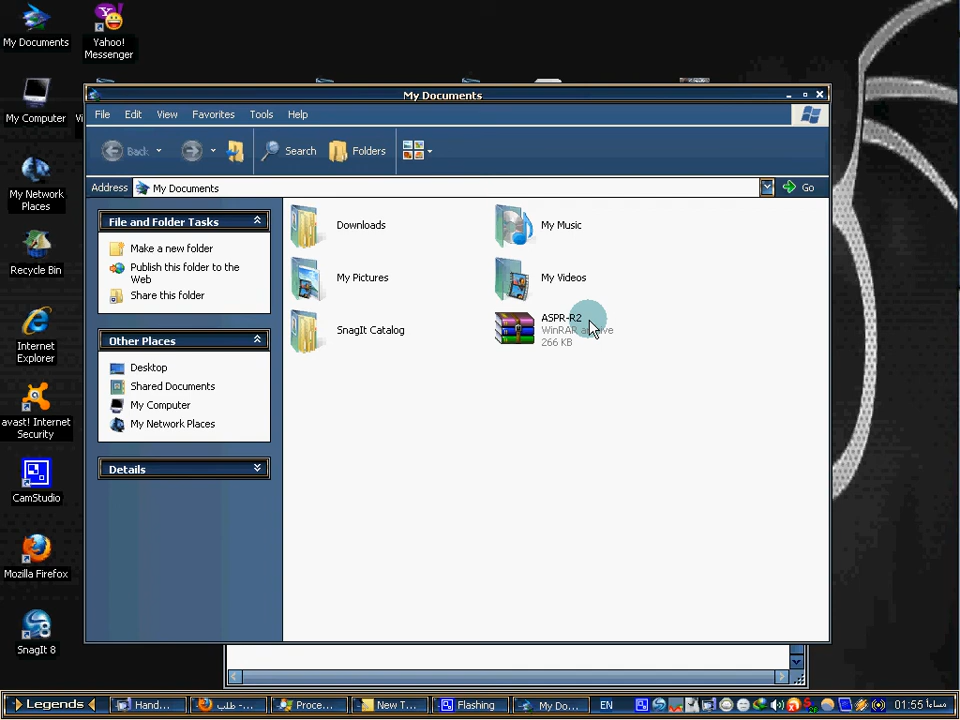 My Documents
Yahoo!
Messenger
My Computer
My Network
Places
Recycle Bin
Internet
Explorer
avast! Internet
Security
CamStudio
Mozilla Firefox
SnagIt 8
My Documents
File Edit View Favorites Tools Help
Back Search Folders
Address My Documents Go
File and Folder Tasks
Make a new folder
Publish this folder to the
Web
Share this folder
Other Places
Desktop
Shared Documents
My Computer
My Network Places
Details
Downloads
My Music
My Pictures
My Videos
SnagIt Catalog
ASPR-R2
WinRAR archive
266 KB
Legends
Hand...
طلب - ...
Proce...
New T...
Flashing
My Do...
EN
01:55 مساءً